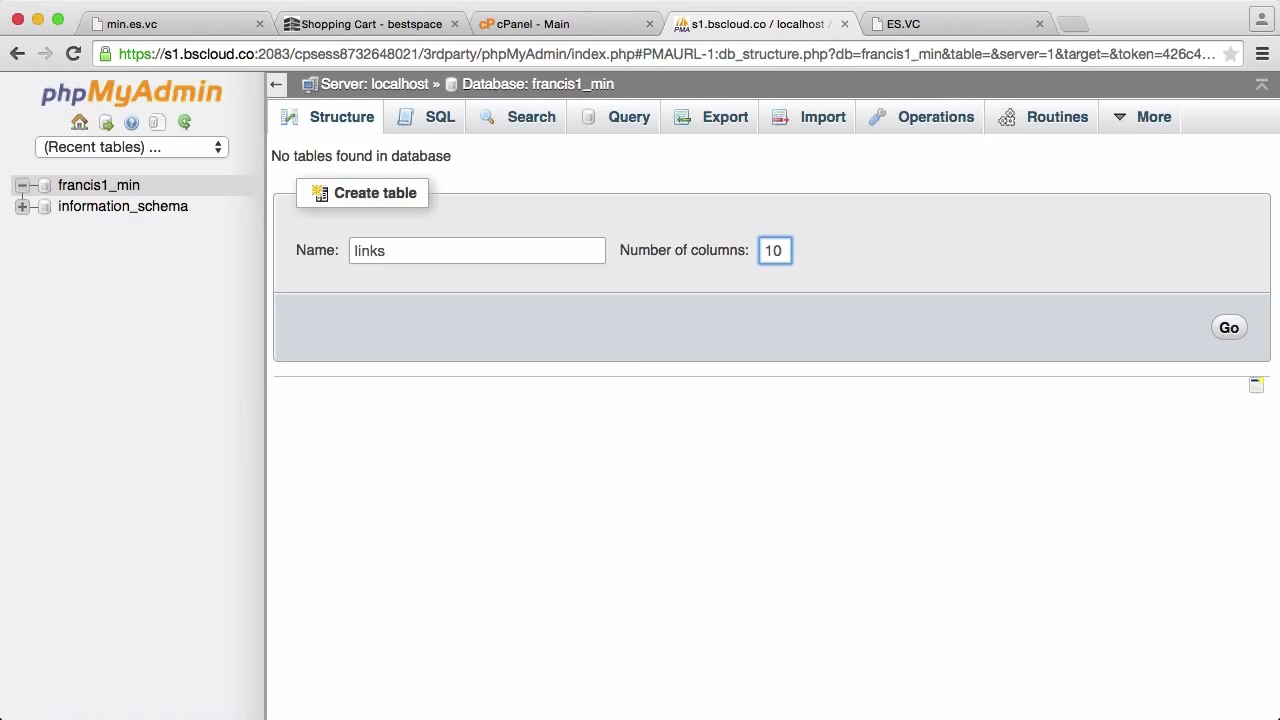 min.es.vc
Shopping Cart - bestspace
cP cPanel - Main
PMA s1.bscloud.co / localhost /
ES.VC
https://s1.bscloud.co:2083/cpsess8732648021/3rdparty/phpMyAdmin/index.php#PMAURL-1:db_structure.php?db=francis1_min&table=&server=1&target=&token=426c4...
phpMyAdmin
Server: localhost » Database: francis1_min
Structure SQL Search Query Export Import Operations Routines More
(Recent tables) ...
No tables found in database
francis1_min
information_schema
Create table
Name: links Number of columns: 10
Go